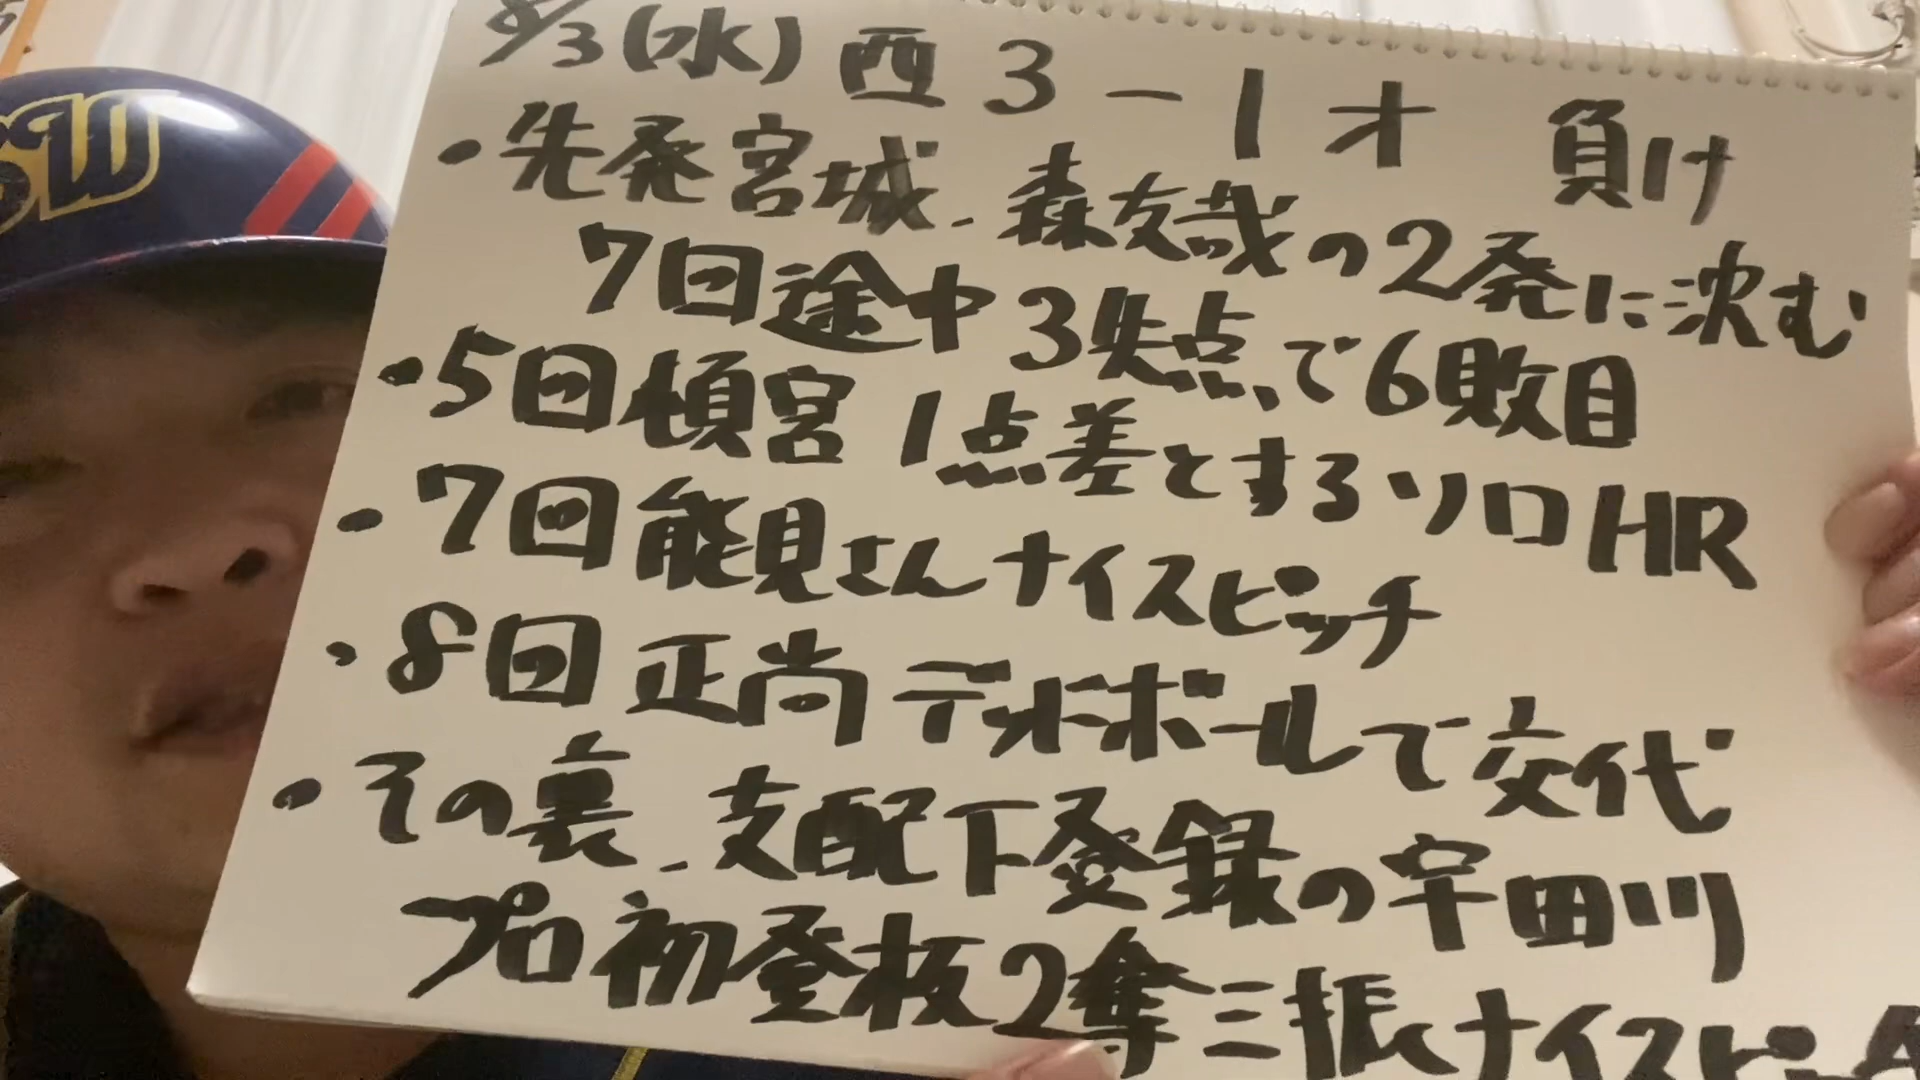 8/3(水) 西 3-1 オ 負け
・先発宮城、森友哉の2発に沈む
7回途中3失点で6敗目
・5回頓宮 1点差とするソロHR
・7回能見さんナイスピッチ
・8回 正尚 デッドボールで交代
・その裏、支配下登録の宇田川
プロ初登板2奪三振ナイスピッチ
SW